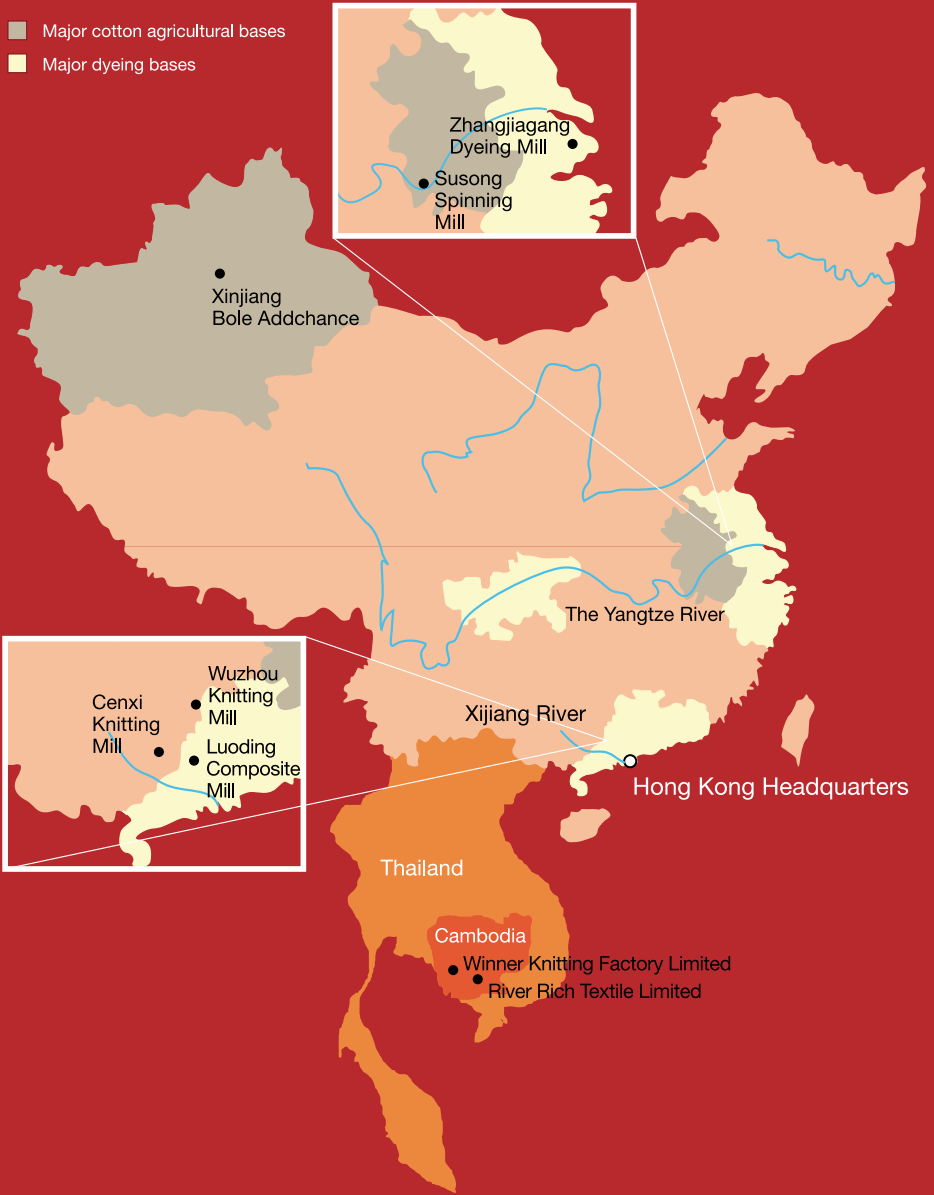 Major cotton agricultural bases
Major dyeing bases
Zhangjiagang
Dyeing Mill
Susong
Spinning
Mill
Xinjiang
Bole Addchance
The Yangtze River
Wuzhou
Knitting
Mill
Cenxi
Knitting
Mill
Luoding
Composite
Mill
Xijiang River
Hong Kong Headquarters
Thailand
Cambodia
Winner Knitting Factory Limited
River Rich Textile Limited